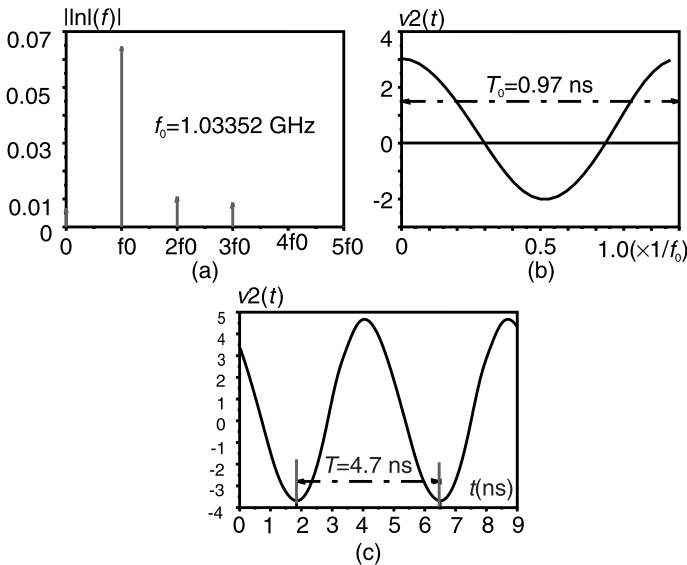 |Inl(f)|
0.07
0.05
0.03
0.01
0
f₀=1.03352 GHz
0 f0 2f0 3f0 4f0 5f0
(a)
v2(t)
4
2
0
-2
T₀=0.97 ns
0 0.5 1.0(×1/f₀)
(b)
v2(t)
5
4
3
2
1
0
-1
-2
-3
-4
T=4.7 ns
t(ns)
0 1 2 3 4 5 6 7 8 9
(c)